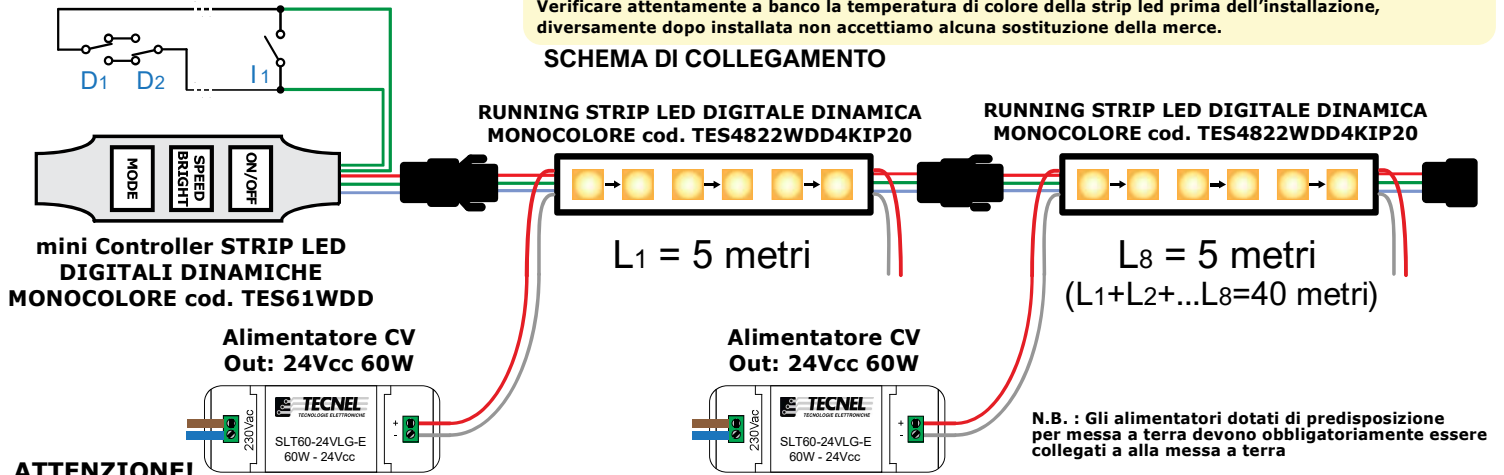 Verificare attentamente a banco la temperatura di colore della strip led prima dell'installazione,
diversamente dopo installata non accettiamo alcuna sostituzione della merce.
SCHEMA DI COLLEGAMENTO
D1 D2 I1
RUNNING STRIP LED DIGITALE DINAMICA
MONOCOLORE cod. TES4822WDD4KIP20
RUNNING STRIP LED DIGITALE DINAMICA
MONOCOLORE cod. TES4822WDD4KIP20
MODE
SPEED
BRIGHT
ON/OFF
mini Controller STRIP LED
DIGITALI DINAMICHE
MONOCOLORE cod. TES61WDD
L1 = 5 metri
L8 = 5 metri
(L1+L2+...L8=40 metri)
Alimentatore CV
Out: 24Vcc 60W
Alimentatore CV
Out: 24Vcc 60W
230Vac
TECNEL
TECNOLOGIE ELETTRONICHE
SLT60-24VLG-E
60W - 24Vcc
+
-
230Vac
TECNEL
TECNOLOGIE ELETTRONICHE
SLT60-24VLG-E
60W - 24Vcc
+
-
N.B. : Gli alimentatori dotati di predisposizione
per messa a terra devono obbligatoriamente essere
collegati a alla messa a terra
ATTENZIONE!